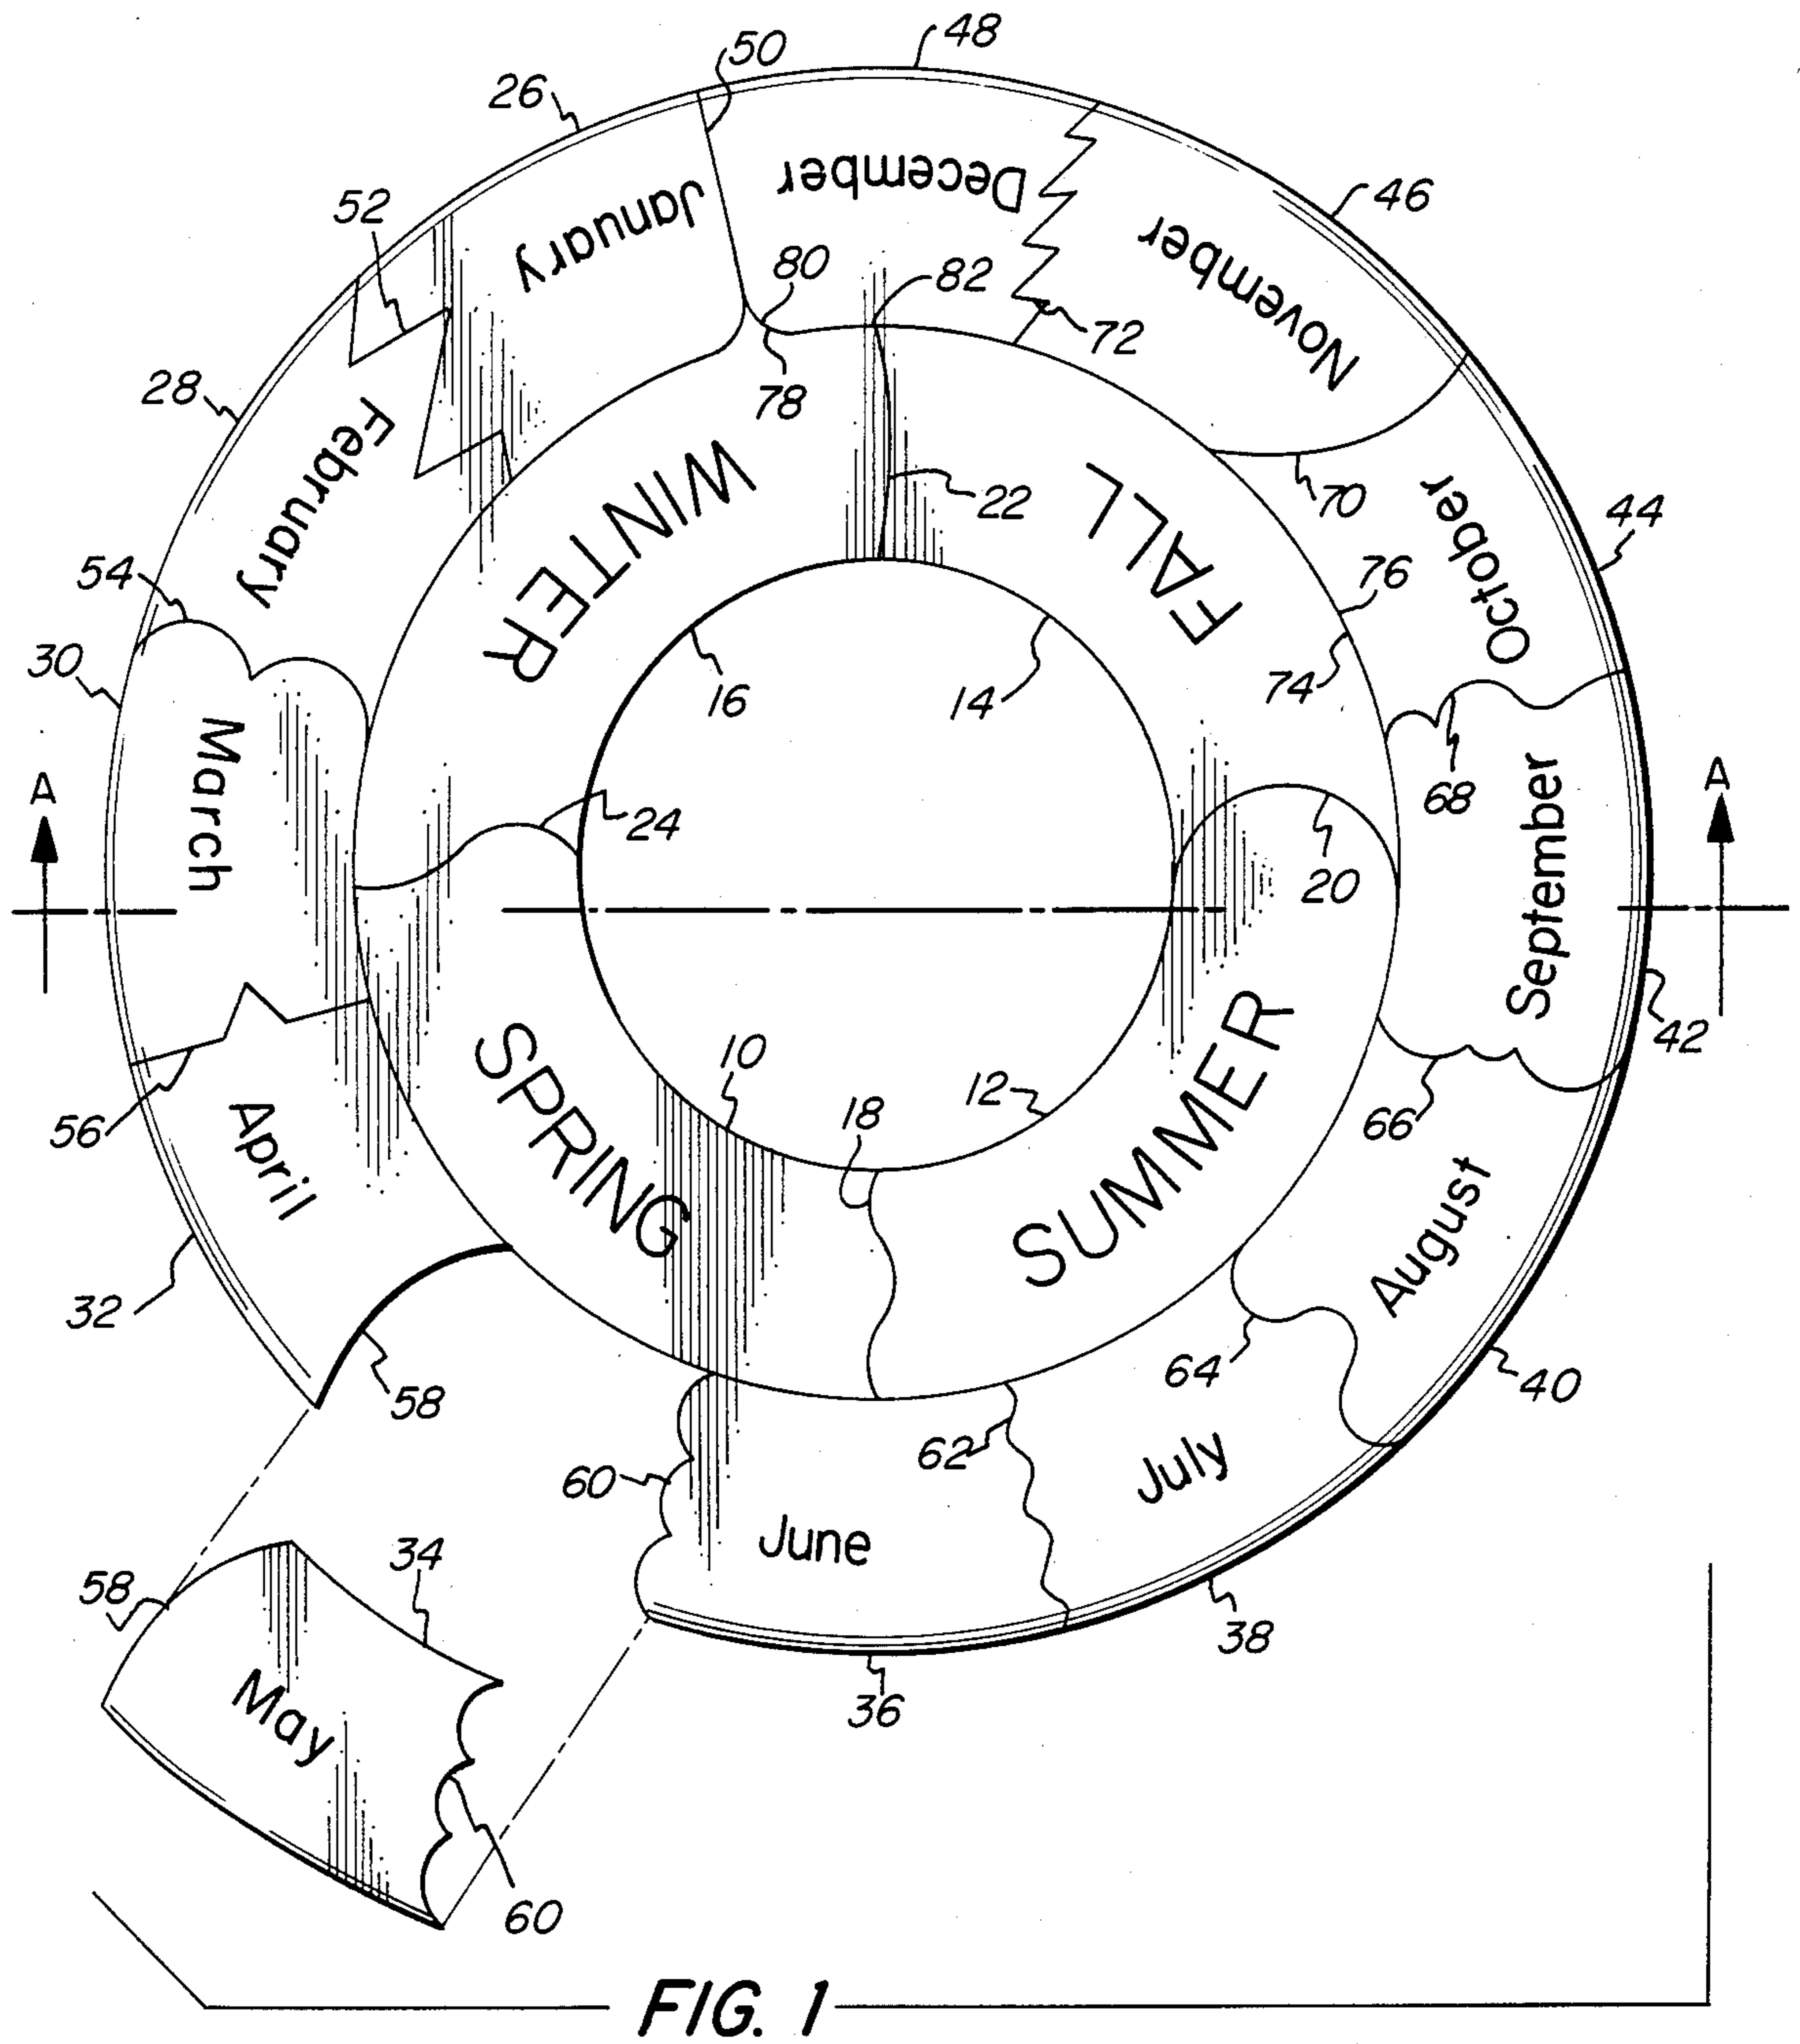 48
50
26
December
46
52
January
November
80
82
72
28
78
February
WINTER
FALL
22
70
October
44
54
76
30
16
14
74
March
A
A
24
68
20
September
SPRING
SUMMER
10
12
18
42
56
April
66
August
32
58
64
40
62
July
60
June
34
58
38
May
36
60
FIG. 1